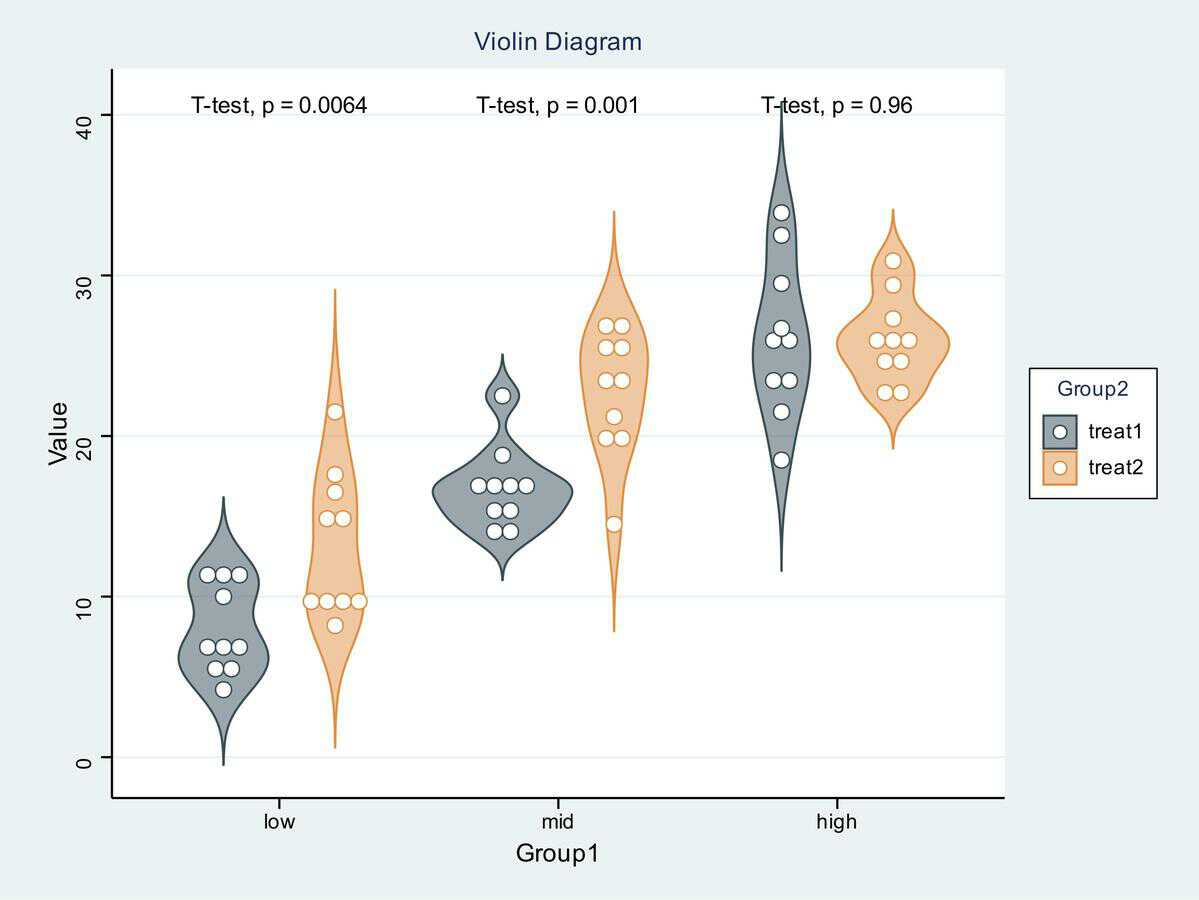 Violin Diagram
T-test, p = 0.0064
T-test, p = 0.001
T-test, p = 0.96
40
30
20
10
0
Value
low
mid
high
Group1
Group2
treat1
treat2